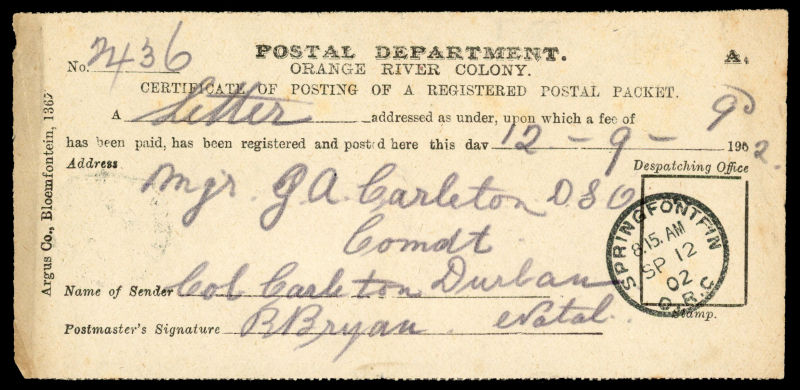 POSTAL DEPARTMENT. A.
No. 2436 ORANGE RIVER COLONY.
CERTIFICATE OF POSTING OF A REGISTERED POSTAL PACKET.
A Letter addressed as under, upon which a fee of 9D
has been paid, has been registered and posted here this day 12 - 9 - 1902.
Address Despatching Office
Mjr. G A Carleton D S O
Comdt
Durban
Natal.
Name of Sender Col Carleton
Postmaster's Signature B Bryan
Stamp.
SPRINGFONTEIN
8.15. AM
SP 12
02
O.R.C
Argus Co., Bloemfontein, 1365